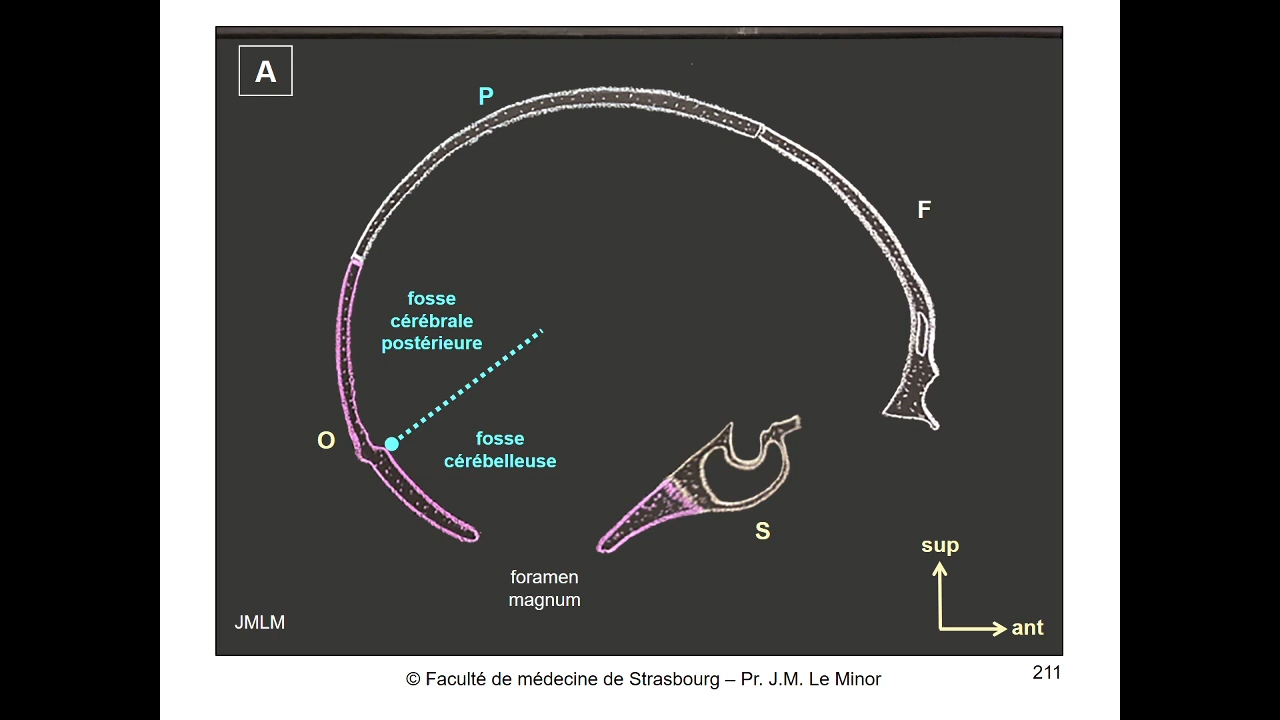 A
P
F
fosse
cérébrale
postérieure
O
fosse
cérébelleuse
S
sup
foramen
magnum
JMLM
ant
© Faculté de médecine de Strasbourg – Pr. J.M. Le Minor
211